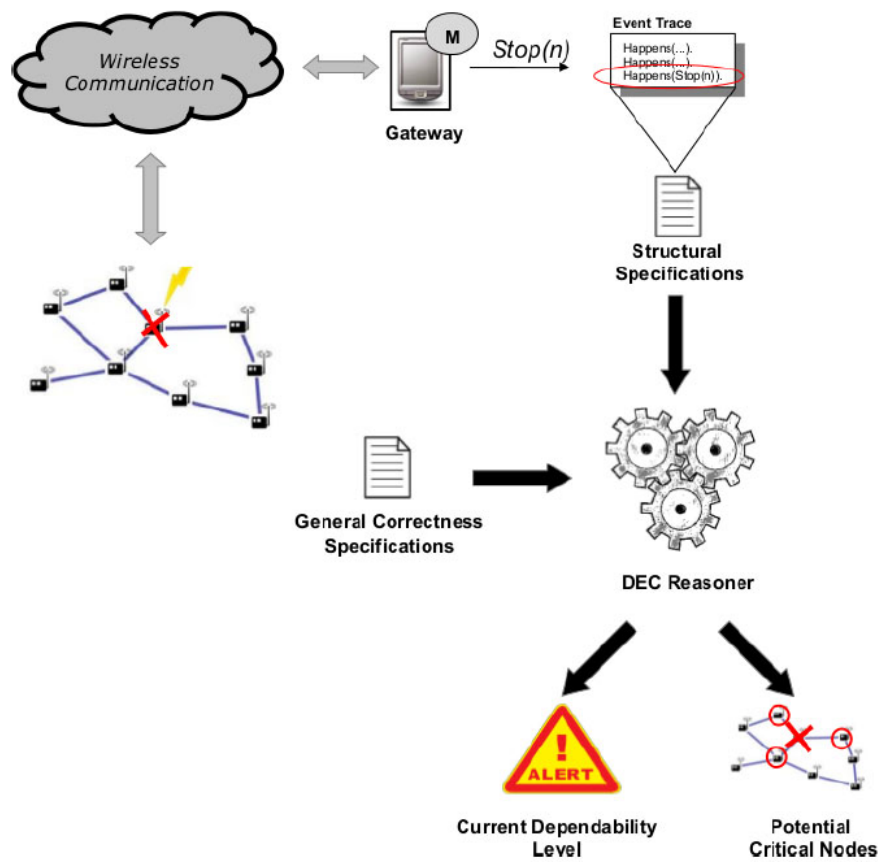 Wireless
Communication
M
Stop(n)
Gateway
Event Trace
Happens(...).
Happens(...).
Happens(Stop(n)).
Structural
Specifications
General Correctness
Specifications
DEC Reasoner
!
ALERT
Current Dependability
Level
Potential
Critical Nodes